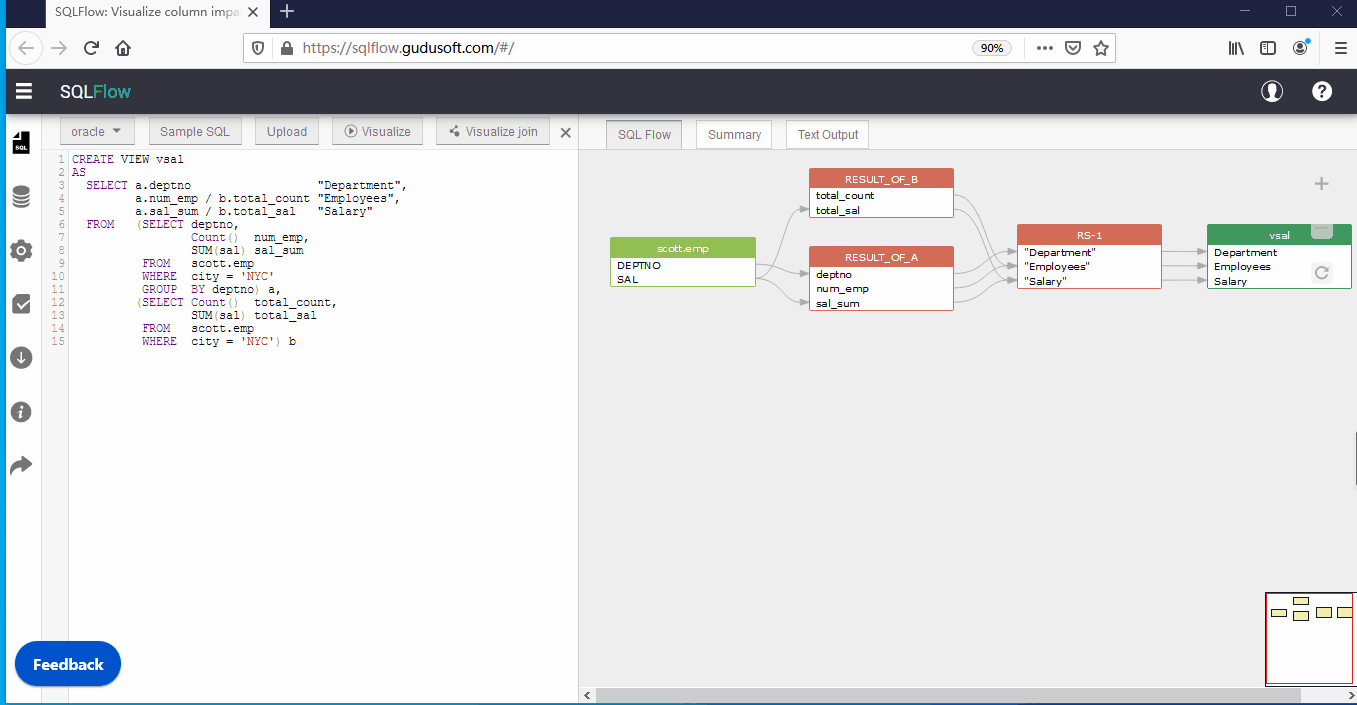 SQLFlow: Visualize column impa
https://sqlflow.gudusoft.com/#/
90%
SQLFlow
oracle
Sample SQL
Upload
Visualize
Visualize join
SQL Flow
Summary
Text Output
SQL
1 CREATE VIEW vsal
2 AS
3 SELECT a.deptno "Department",
4 a.num_emp / b.total_count "Employees",
5 a.sal_sum / b.total_sal "Salary"
6 FROM (SELECT deptno,
7 Count() num_emp,
8 SUM(sal) sal_sum
9 FROM scott.emp
10 WHERE city = 'NYC'
11 GROUP BY deptno) a,
12 (SELECT Count() total_count,
13 SUM(sal) total_sal
14 FROM scott.emp
15 WHERE city = 'NYC') b
scott.emp
DEPTNO
SAL
RESULT_OF_B
total_count
total_sal
RESULT_OF_A
deptno
num_emp
sal_sum
RS-1
"Department"
"Employees"
"Salary"
vsal
Department
Employees
Salary
Feedback